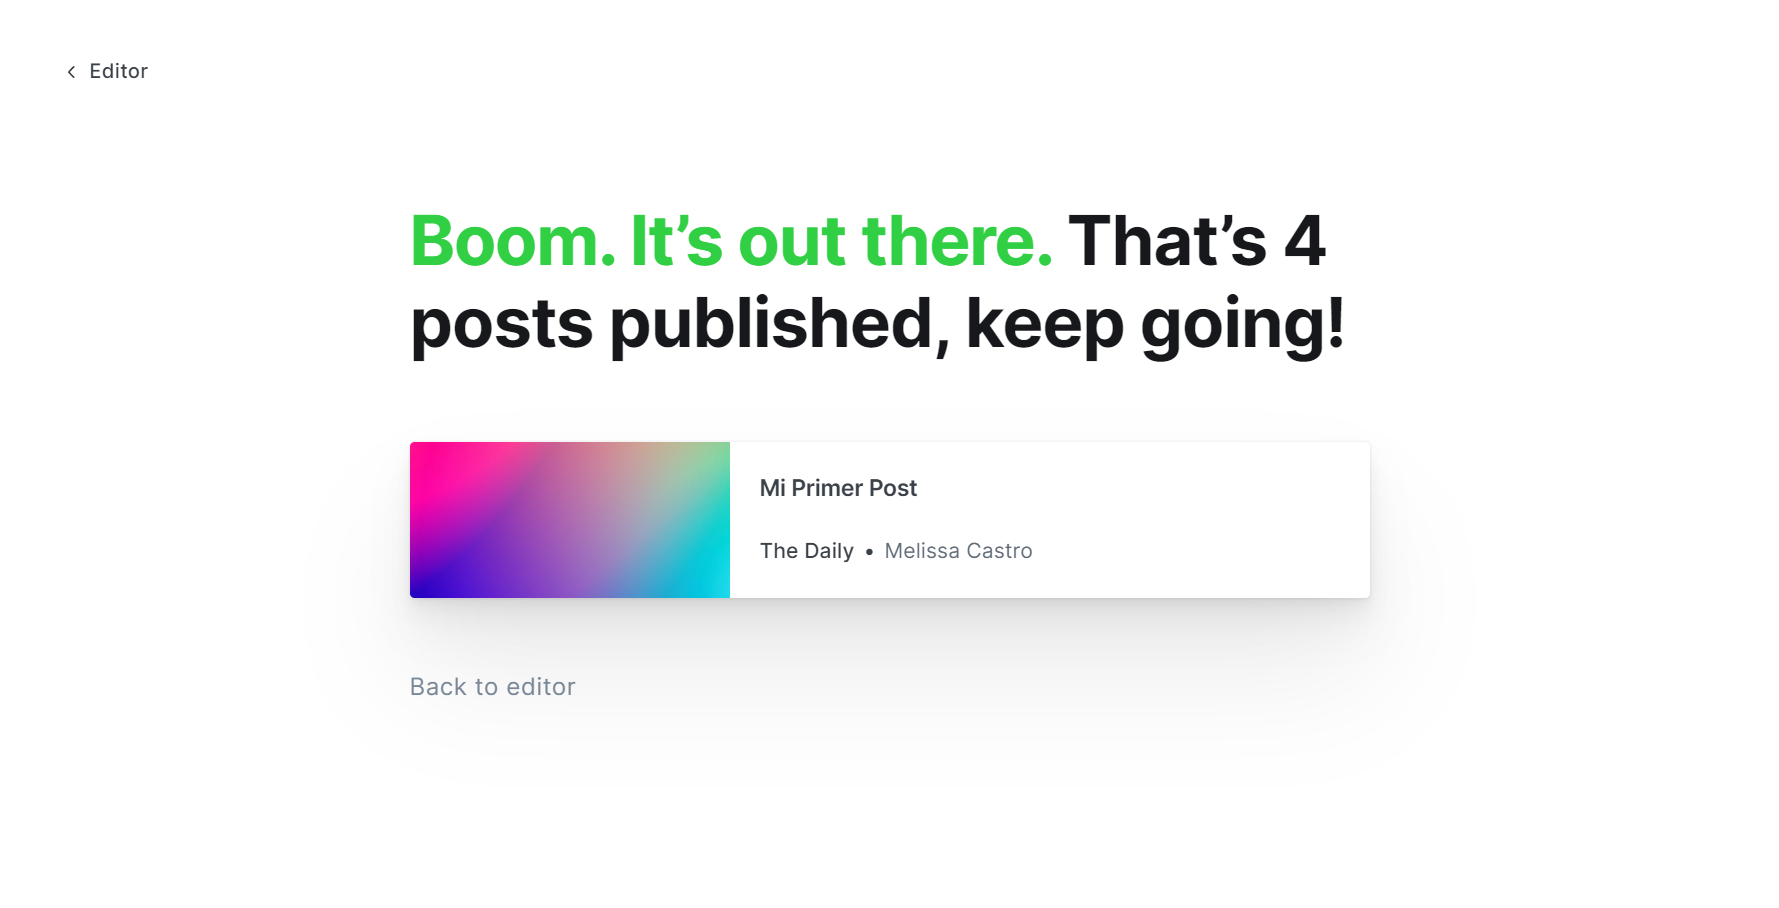 Editor
Boom. It’s out there. That’s 4
posts published, keep going!
Mi Primer Post
The Daily • Melissa Castro
Back to editor